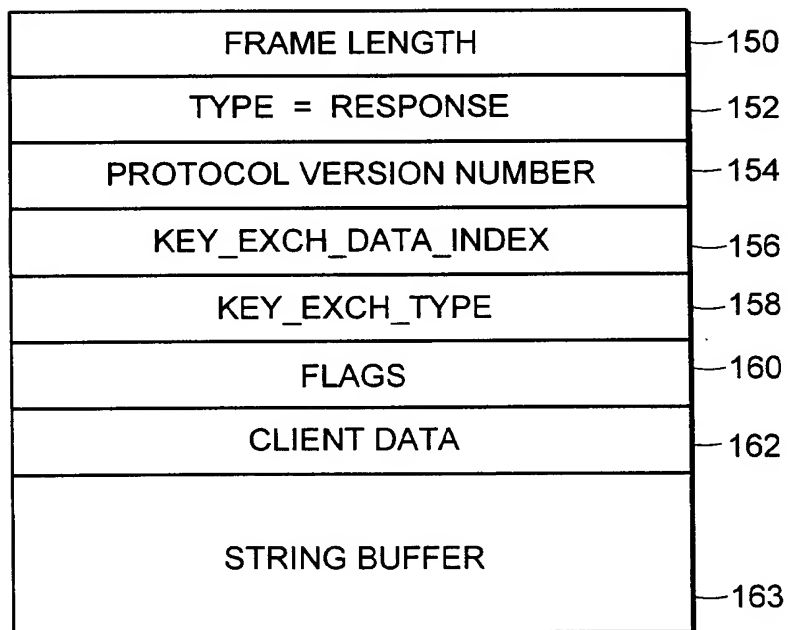 FRAME LENGTH 150
TYPE = RESPONSE 152
PROTOCOL VERSION NUMBER 154
KEY_EXCH_DATA_INDEX 156
KEY_EXCH_TYPE 158
FLAGS 160
CLIENT DATA 162
STRING BUFFER
163